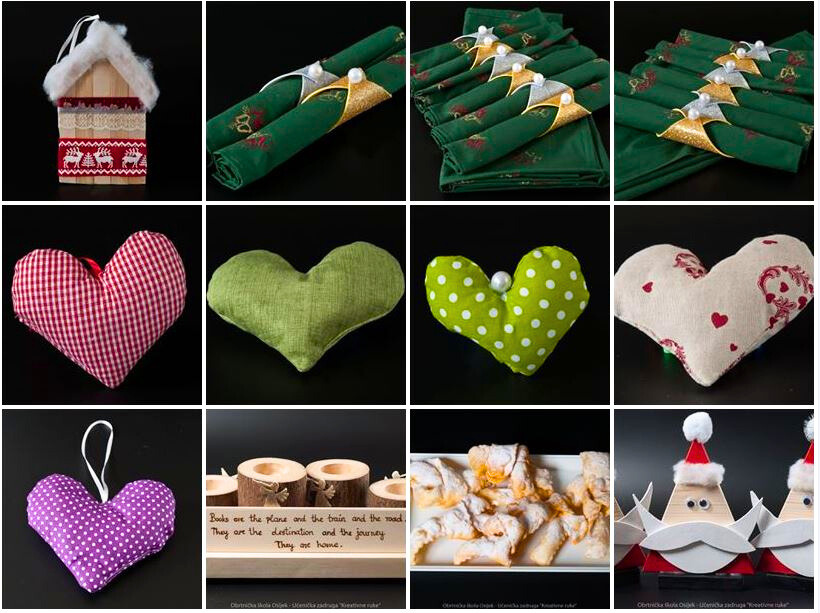 Books are the plane and the train and the road.
They are the destination and the journey.
They are home.
Obrtnička škola Osijek - Učenička zadruga "Kreativne ruke"
Obrtnička škola Osijek - Učenička zadruga "Kreativne ruke"
Obrtnička škola Osijek - Učenička zadruga "Kreativne ruke"